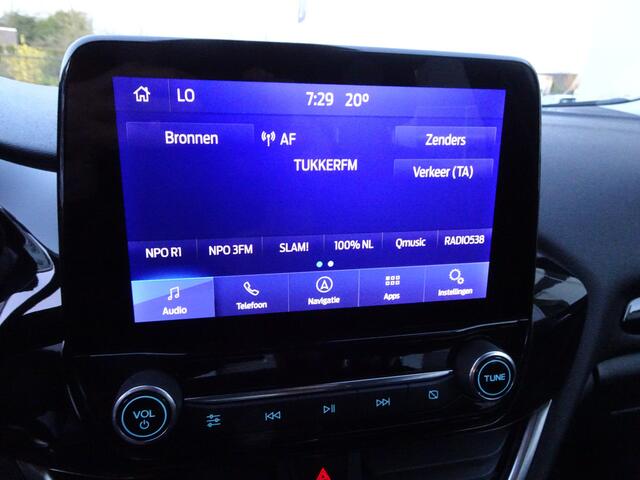 LO 7:29 20°
Bronnen AF Zenders
TUKKERFM Verkeer (TA)
NPO R1 NPO 3FM SLAM! 100% NL Qmusic RADIO538
Audio Telefoon Navigatie Apps Instellingen
VOL TUNE